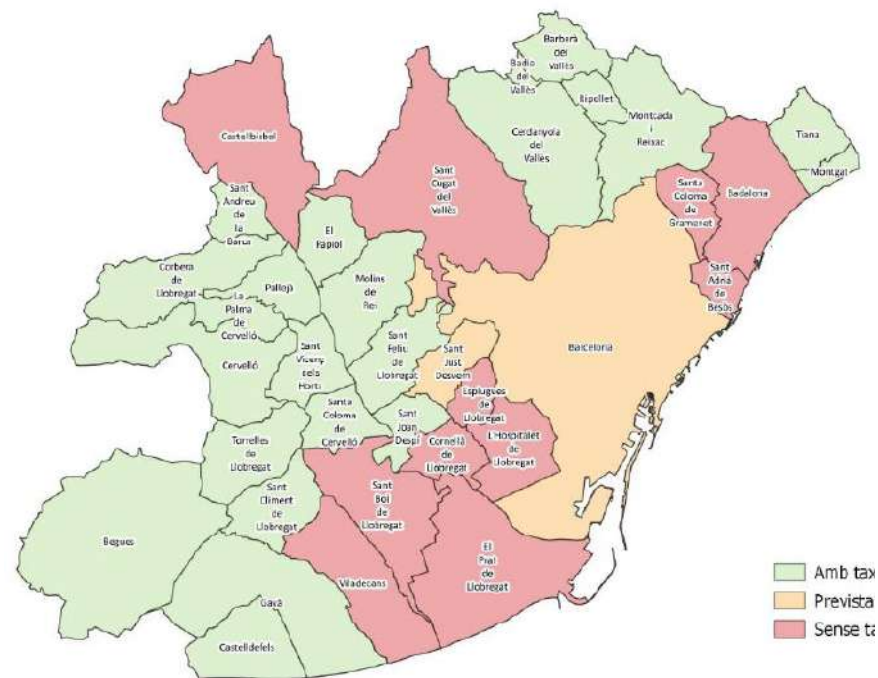 Barberà
del
Vallès
Badia
del
Vallès
Ripollet
Montcada
i
Reixac
Cerdanyola
del
Vallès
Tiana
Montgat
Castellbisbal
Sant
Cugat
del
Vallès
Santa
Coloma
de
Gramenet
Badalona
Sant
Adrià
de
Besòs
Sant
Andreu
de
la
Barca
El
Papiol
Corbera
de
Llobregat
Pallejà
Molins
de
Rei
La
Palma
de
Cervelló
Cervelló
Sant
Vicenç
dels
Horts
Sant
Feliu
de
Llobregat
Sant
Just
Desvern
Barcelona
Esplugues
de
Llobregat
Santa
Coloma
de
Cervelló
Sant
Joan
Despí
Cornellà
de
Llobregat
L'Hospitalet
de
Llobregat
Torrelles
de
Llobregat
Sant
Climent
de
Llobregat
Sant
Boi
de
Llobregat
Begues
Viladecans
El
Prat
de
Llobregat
Gavà
Castelldefels
Amb tax
Prevista
Sense ta